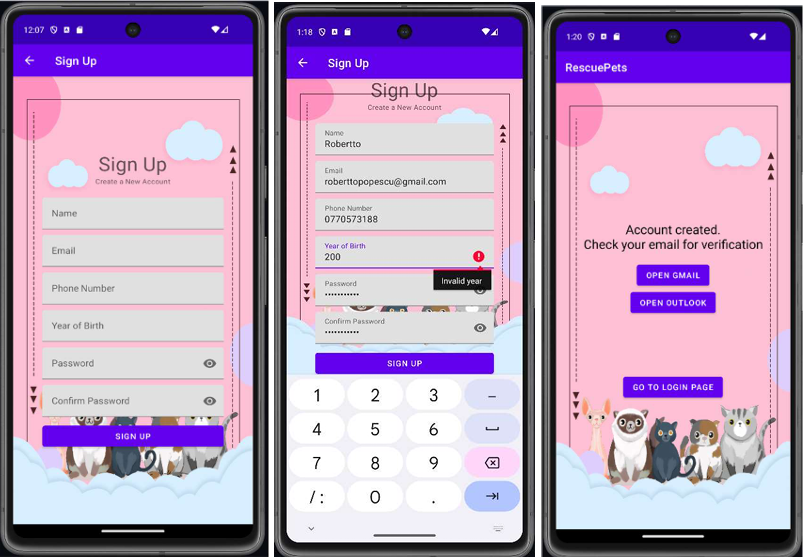 12:07
Sign Up
Sign Up
Create a New Account
Name
Email
Phone Number
Year of Birth
Password
Confirm Password
SIGN UP
1:18
Sign Up
Sign Up
Create a New Account
Name
Robertto
Email
roberttopopescu@gmail.com
Phone Number
0770573188
Year of Birth
200
Invalid year
Password
•••••••••••
Confirm Password
•••••••••••
SIGN UP
1 2 3 –
4 5 6
7 8 9
/: 0 .
1:20
RescuePets
Account created.
Check your email for verification
OPEN GMAIL
OPEN OUTLOOK
GO TO LOGIN PAGE